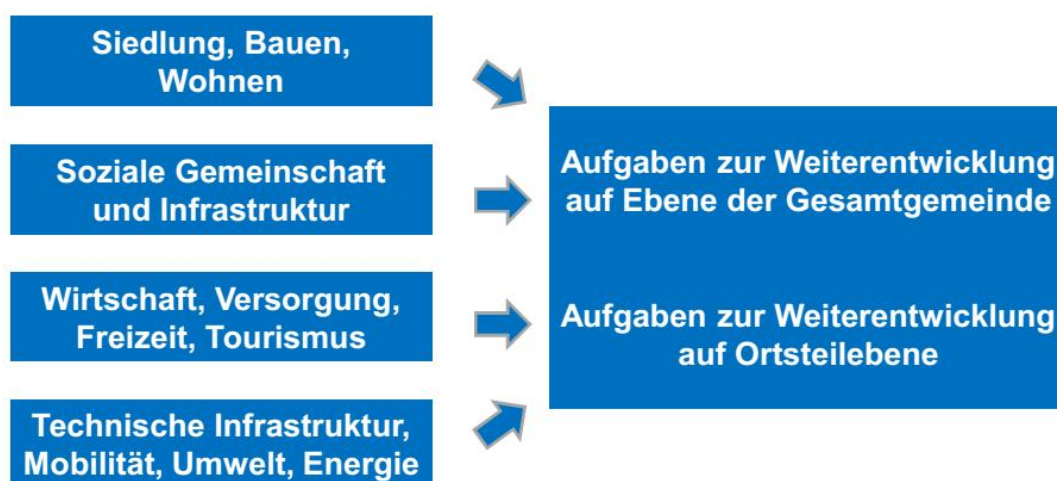 Siedlung, Bauen,
Wohnen
Soziale Gemeinschaft
und Infrastruktur
Wirtschaft, Versorgung,
Freizeit, Tourismus
Technische Infrastruktur,
Mobilität, Umwelt, Energie
Aufgaben zur Weiterentwicklung
auf Ebene der Gesamtgemeinde
Aufgaben zur Weiterentwicklung
auf Ortsteilebene